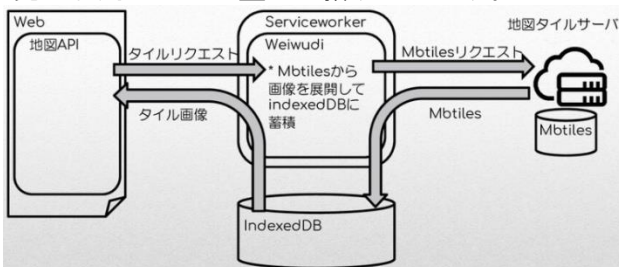 Web
地図API
タイルリクエスト
タイル画像
Serviceworker
Weiwudi
* Mbtilesから
画像を展開して
indexedDBに
蓄積
Mbtilesリクエスト
Mbtiles
地図タイルサーバ
Mbtiles
IndexedDB